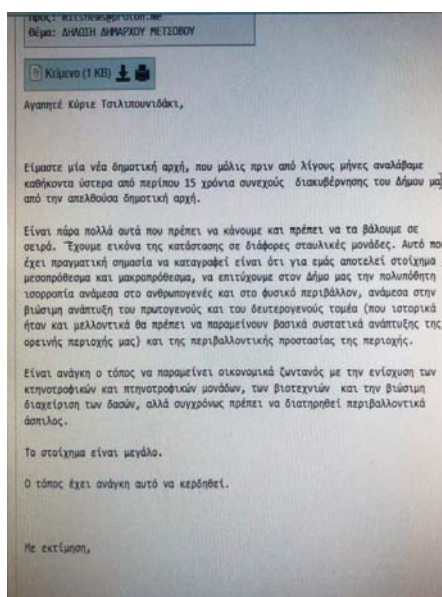 Προς: mitsnews@proton.me
Θέμα: ΔΗΛΩΣΗ ΔΗΜΑΡΧΟΥ ΜΕΤΣΟΒΟΥ
Κείμενο (1 KB)
Αγαπητέ Κύριε Τσιλιπουνιδάκι,
Είμαστε μία νέα δημοτική αρχή, που μόλις πριν από λίγους μήνες αναλάβαμε
καθήκοντα ύστερα από περίπου 15 χρόνια συνεχούς διακυβέρνησης του Δήμου μα
από την απελθούσα δημοτική αρχή.
Είναι πάρα πολλά αυτά που πρέπει να κάνουμε και πρέπει να τα βάλουμε σε
σειρά. Έχουμε εικόνα της κατάστασης σε διάφορες σταυλικές μονάδες. Αυτό πο
έχει πραγματική σημασία να καταγραφεί είναι ότι για εμάς αποτελεί στοίχημα
μεσοπρόθεσμα και μακροπρόθεσμα, να επιτύχουμε στον Δήμο μας την πολυπόθητη
ισορροπία ανάμεσα στο ανθρωπογενές και στο φυσικό περιβάλλον, ανάμεσα στην
βιώσιμη ανάπτυξη του πρωτογενούς και του δευτερογενούς τομέα (που ιστορικά
ήταν και μελλοντικά θα πρέπει να παραμείνουν βασικά συστατικά ανάπτυξης της
ορεινής περιοχής μας) και της περιβαλλοντικής προστασίας της περιοχής.
Είναι ανάγκη ο τόπος να παραμείνει οικονομικά ζωντανός με την ενίσχυση των
κτηνοτροφικών και πτηνοτροφικών μονάδων, των βιοτεχνιών και την βιώσιμη
διαχείριση των δασών, αλλά συγχρόνως πρέπει να διατηρηθεί περιβαλλοντικά
άσπιλος.
Το στοίχημα είναι μεγάλο.
Ο τόπος έχει ανάγκη αυτό να κερδηθεί.
Με εκτίμηση,